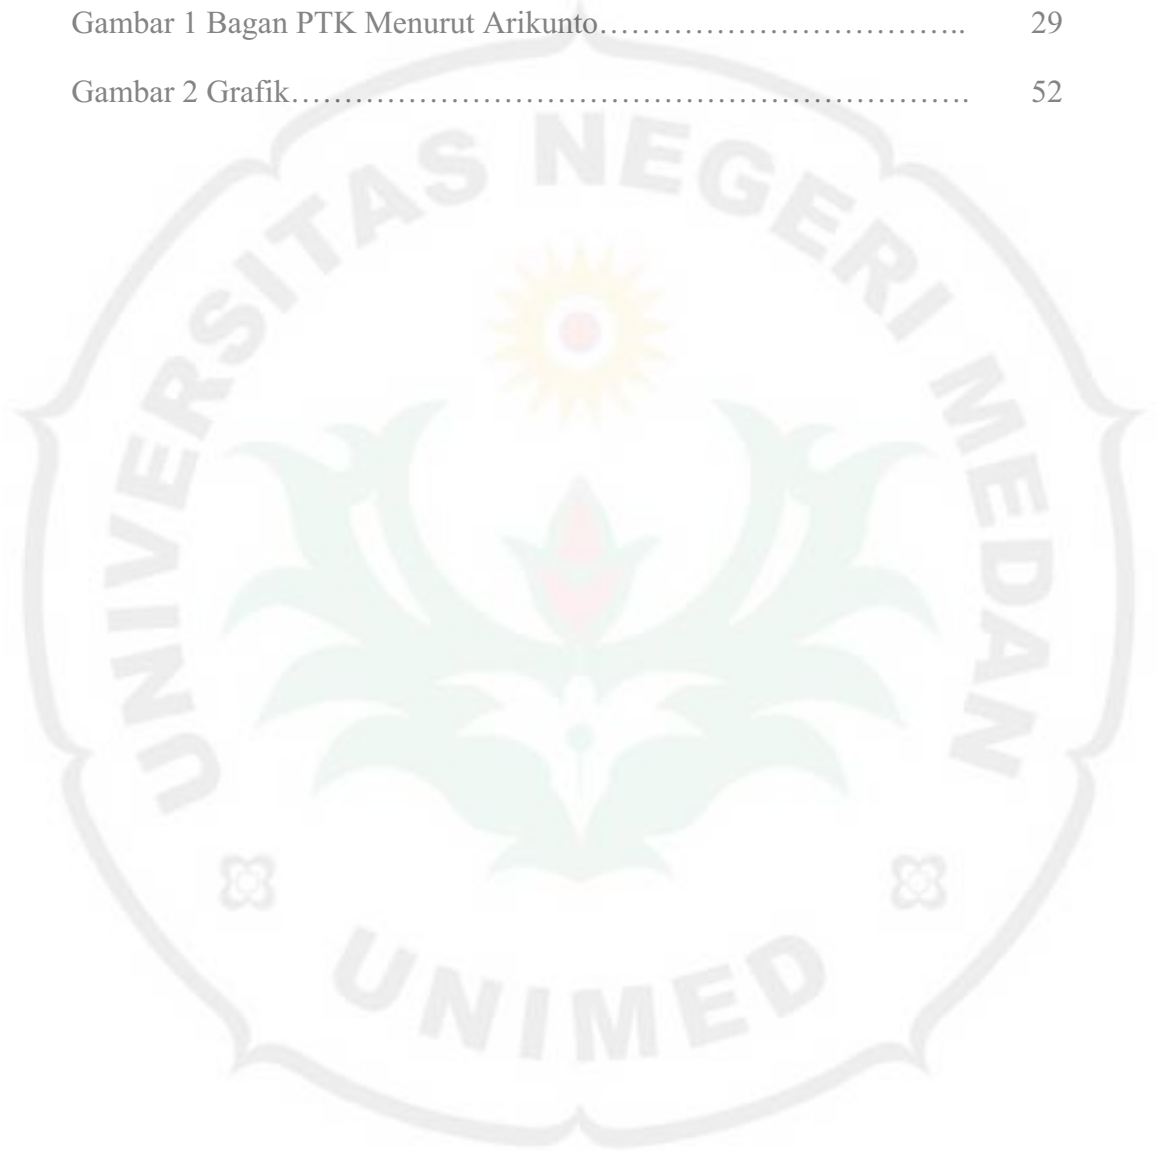 Gambar 1 Bagan PTK Menurut Arikunto…………………………….. 29
Gambar 2 Grafik………………………………………………………. 52
UNIVERSITAS NEGERI MEDAN
UNIMED